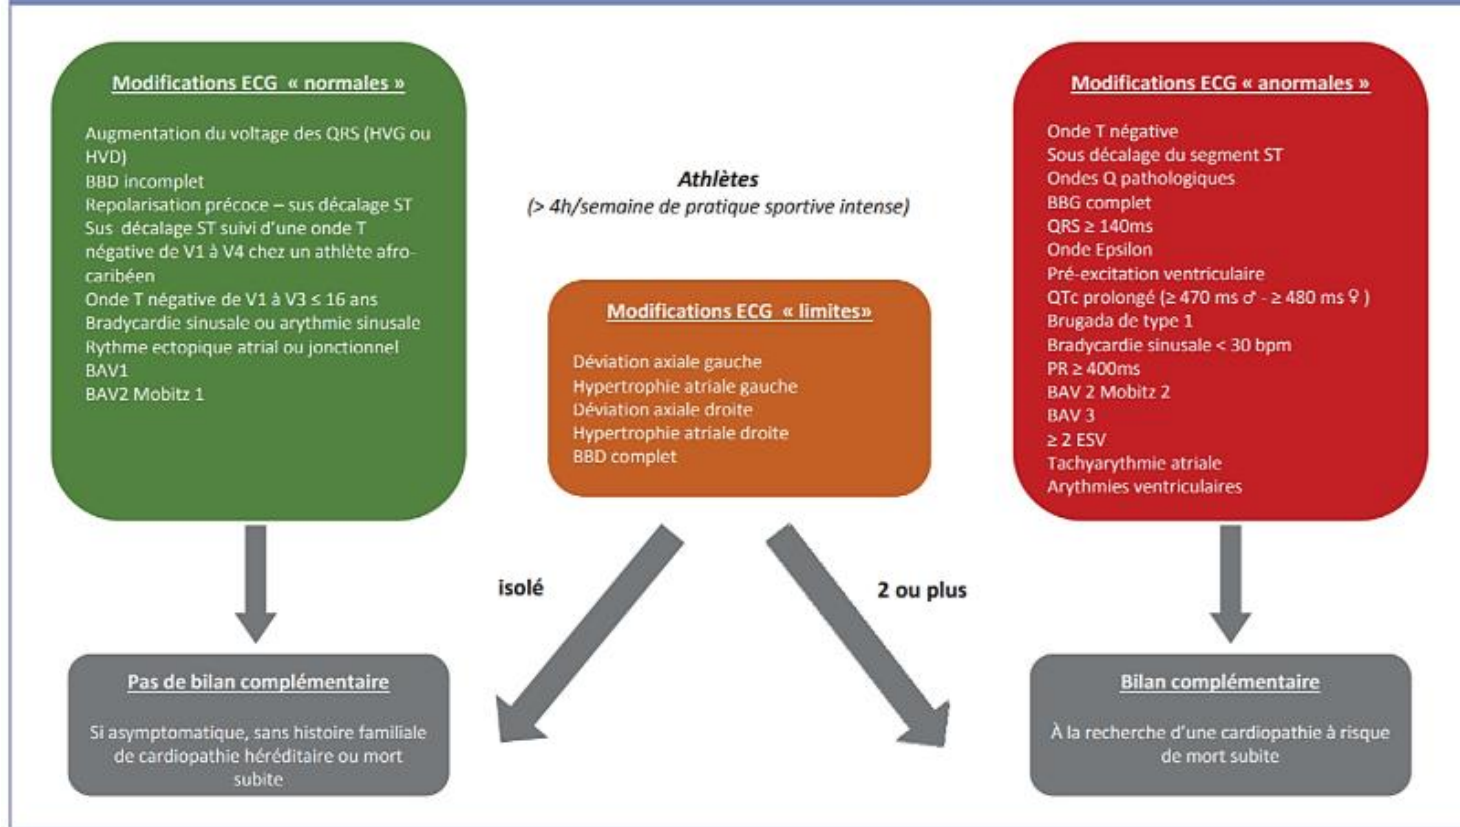 Modifications ECG « normales »
Augmentation du voltage des QRS (HVG ou
HVD)
BBD incomplet
Repolarisation précoce – sus décalage ST
Sus décalage ST suivi d'une onde T
négative de V1 à V4 chez un athlète afro-
caribéen
Onde T négative de V1 à V3 ≤ 16 ans
Bradycardie sinusale ou arythmie sinusale
Rythme ectopique atrial ou jonctionnel
BAV1
BAV2 Mobitz 1
Athlètes
(> 4h/semaine de pratique sportive intense)
Modifications ECG « limites»
Déviation axiale gauche
Hypertrophie atriale gauche
Déviation axiale droite
Hypertrophie atriale droite
BBD complet
Modifications ECG « anormales »
Onde T négative
Sous décalage du segment ST
Ondes Q pathologiques
BBG complet
QRS ≥ 140ms
Onde Epsilon
Pré-excitation ventriculaire
QTc prolongé (≥ 470 ms ♂ - ≥ 480 ms ♀ )
Brugada de type 1
Bradycardie sinusale < 30 bpm
PR ≥ 400ms
BAV 2 Mobitz 2
BAV 3
≥ 2 ESV
Tachyarythmie atriale
Arythmies ventriculaires
isolé
2 ou plus
Pas de bilan complémentaire
Si asymptomatique, sans histoire familiale
de cardiopathie héréditaire ou mort
subite
Bilan complémentaire
À la recherche d'une cardiopathie à risque
de mort subite